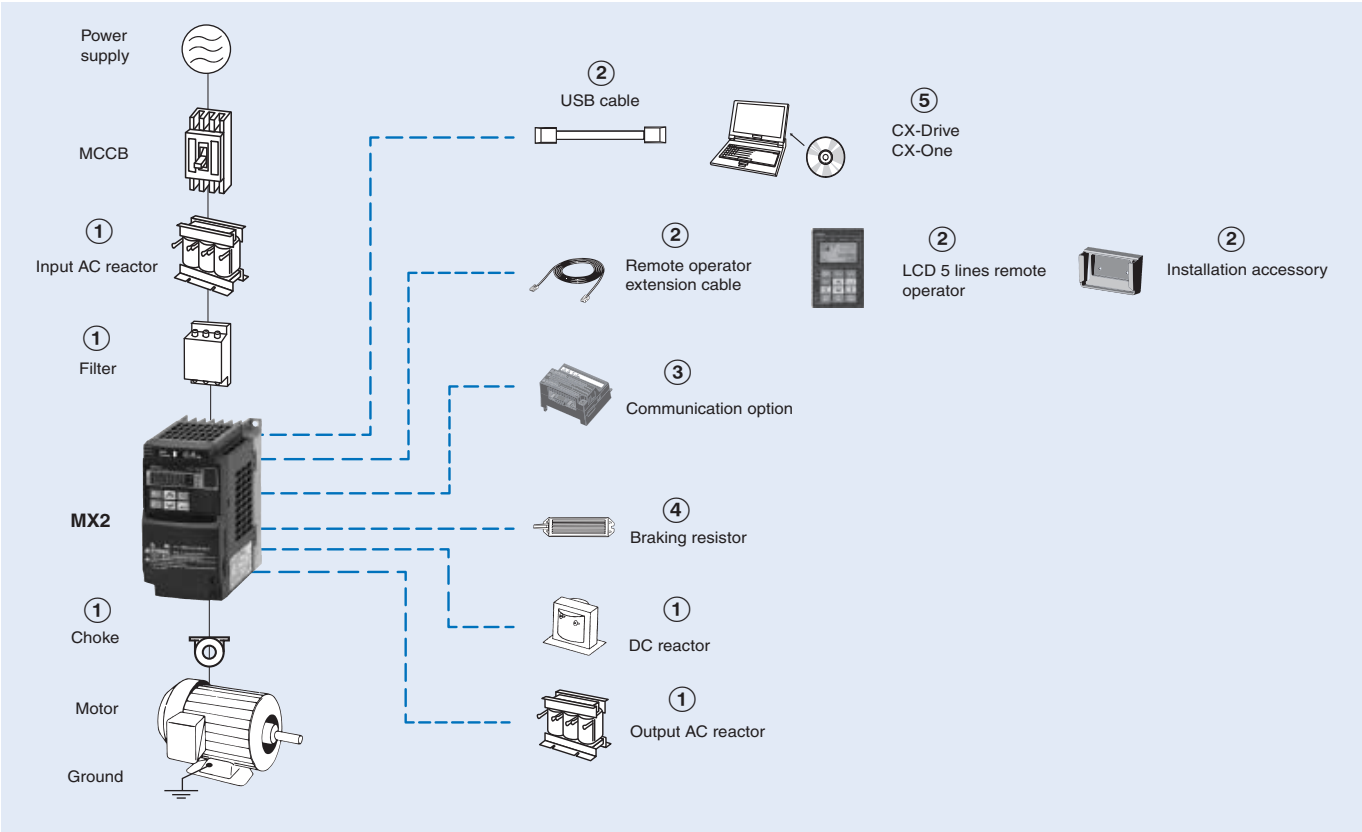 Power
supply
MCCB
1
Input AC reactor
1
Filter
MX2
1
Choke
Motor
Ground
2
USB cable
5
CX-Drive
CX-One
2
Remote operator
extension cable
2
LCD 5 lines remote
operator
2
Installation accessory
3
Communication option
4
Braking resistor
1
DC reactor
1
Output AC reactor